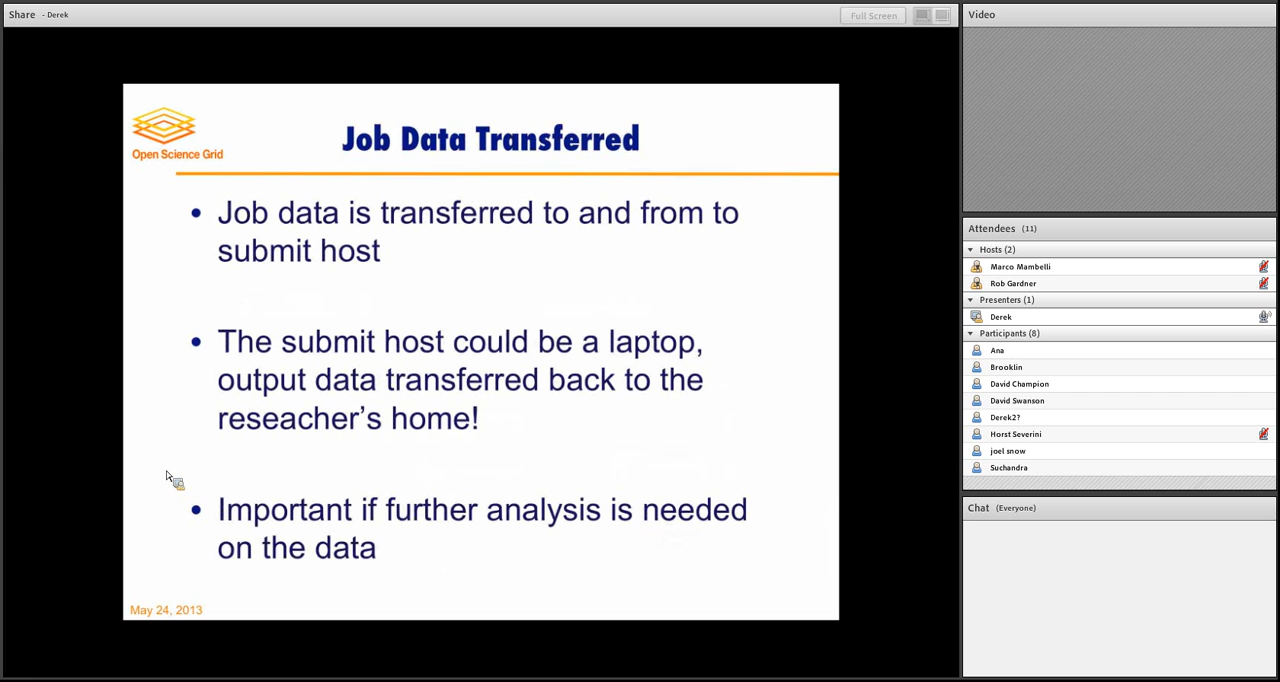 Share - Derek
Full Screen
Open Science Grid
Job Data Transferred
• Job data is transferred to and from to
submit host
• The submit host could be a laptop,
output data transferred back to the
reseacher's home!
• Important if further analysis is needed
on the data
May 24, 2013
Video
Attendees (11)
Hosts (2)
Marco Mambelli
Rob Gardner
Presenters (1)
Derek
Participants (8)
Ana
Brooklin
David Champion
David Swanson
Derek2?
Horst Severini
joel snow
Suchandra
Chat (Everyone)